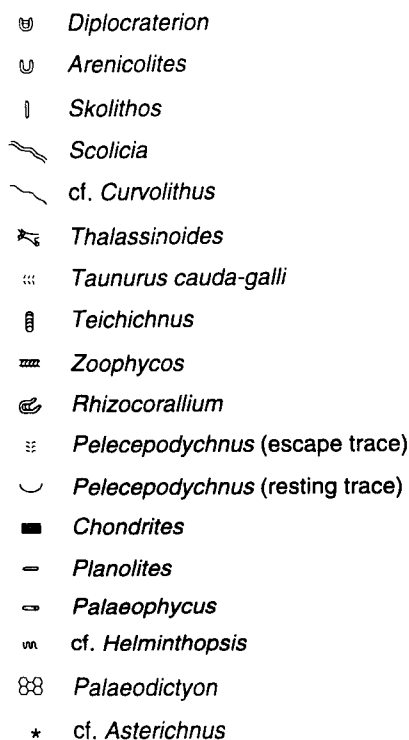 Diplocraterion
Arenicolites
Skolithos
Scolicia
cf. Curvolithus
Thalassinoides
Taunurus cauda-galli
Teichichnus
Zoophycos
Rhizocorallium
Pelecepodychnus (escape trace)
Pelecepodychnus (resting trace)
Chondrites
Planolites
Palaeophycus
cf. Helminthopsis
Palaeodictyon
cf. Asterichnus